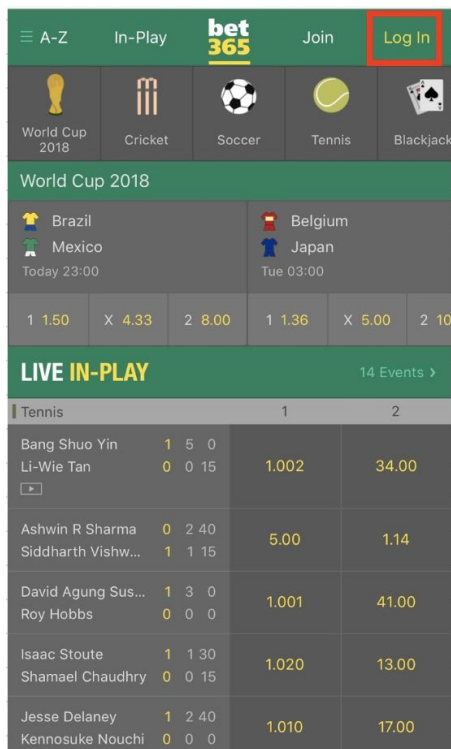 A-Z In-Play bet365 Join Log In
World Cup 2018 Cricket Soccer Tennis Blackjack
World Cup 2018
Brazil
Mexico
Today 23:00
1 1.50 X 4.33 2 8.00
Belgium
Japan
Tue 03:00
1 1.36 X 5.00 2 10
LIVE IN-PLAY 14 Events >
Tennis 1 2
Bang Shuo Yin 1 5 0
Li-Wie Tan 0 0 15
1.002 34.00
Ashwin R Sharma 0 2 40
Siddharth Vishw... 1 1 15
5.00 1.14
David Agung Sus... 1 3 0
Roy Hobbs 0 0 0
1.001 41.00
Isaac Stoute 1 1 30
Shamael Chaudhry 0 0 15
1.020 13.00
Jesse Delaney 1 2 40
Kennosuke Nouchi 0 0 0
1.010 17.00